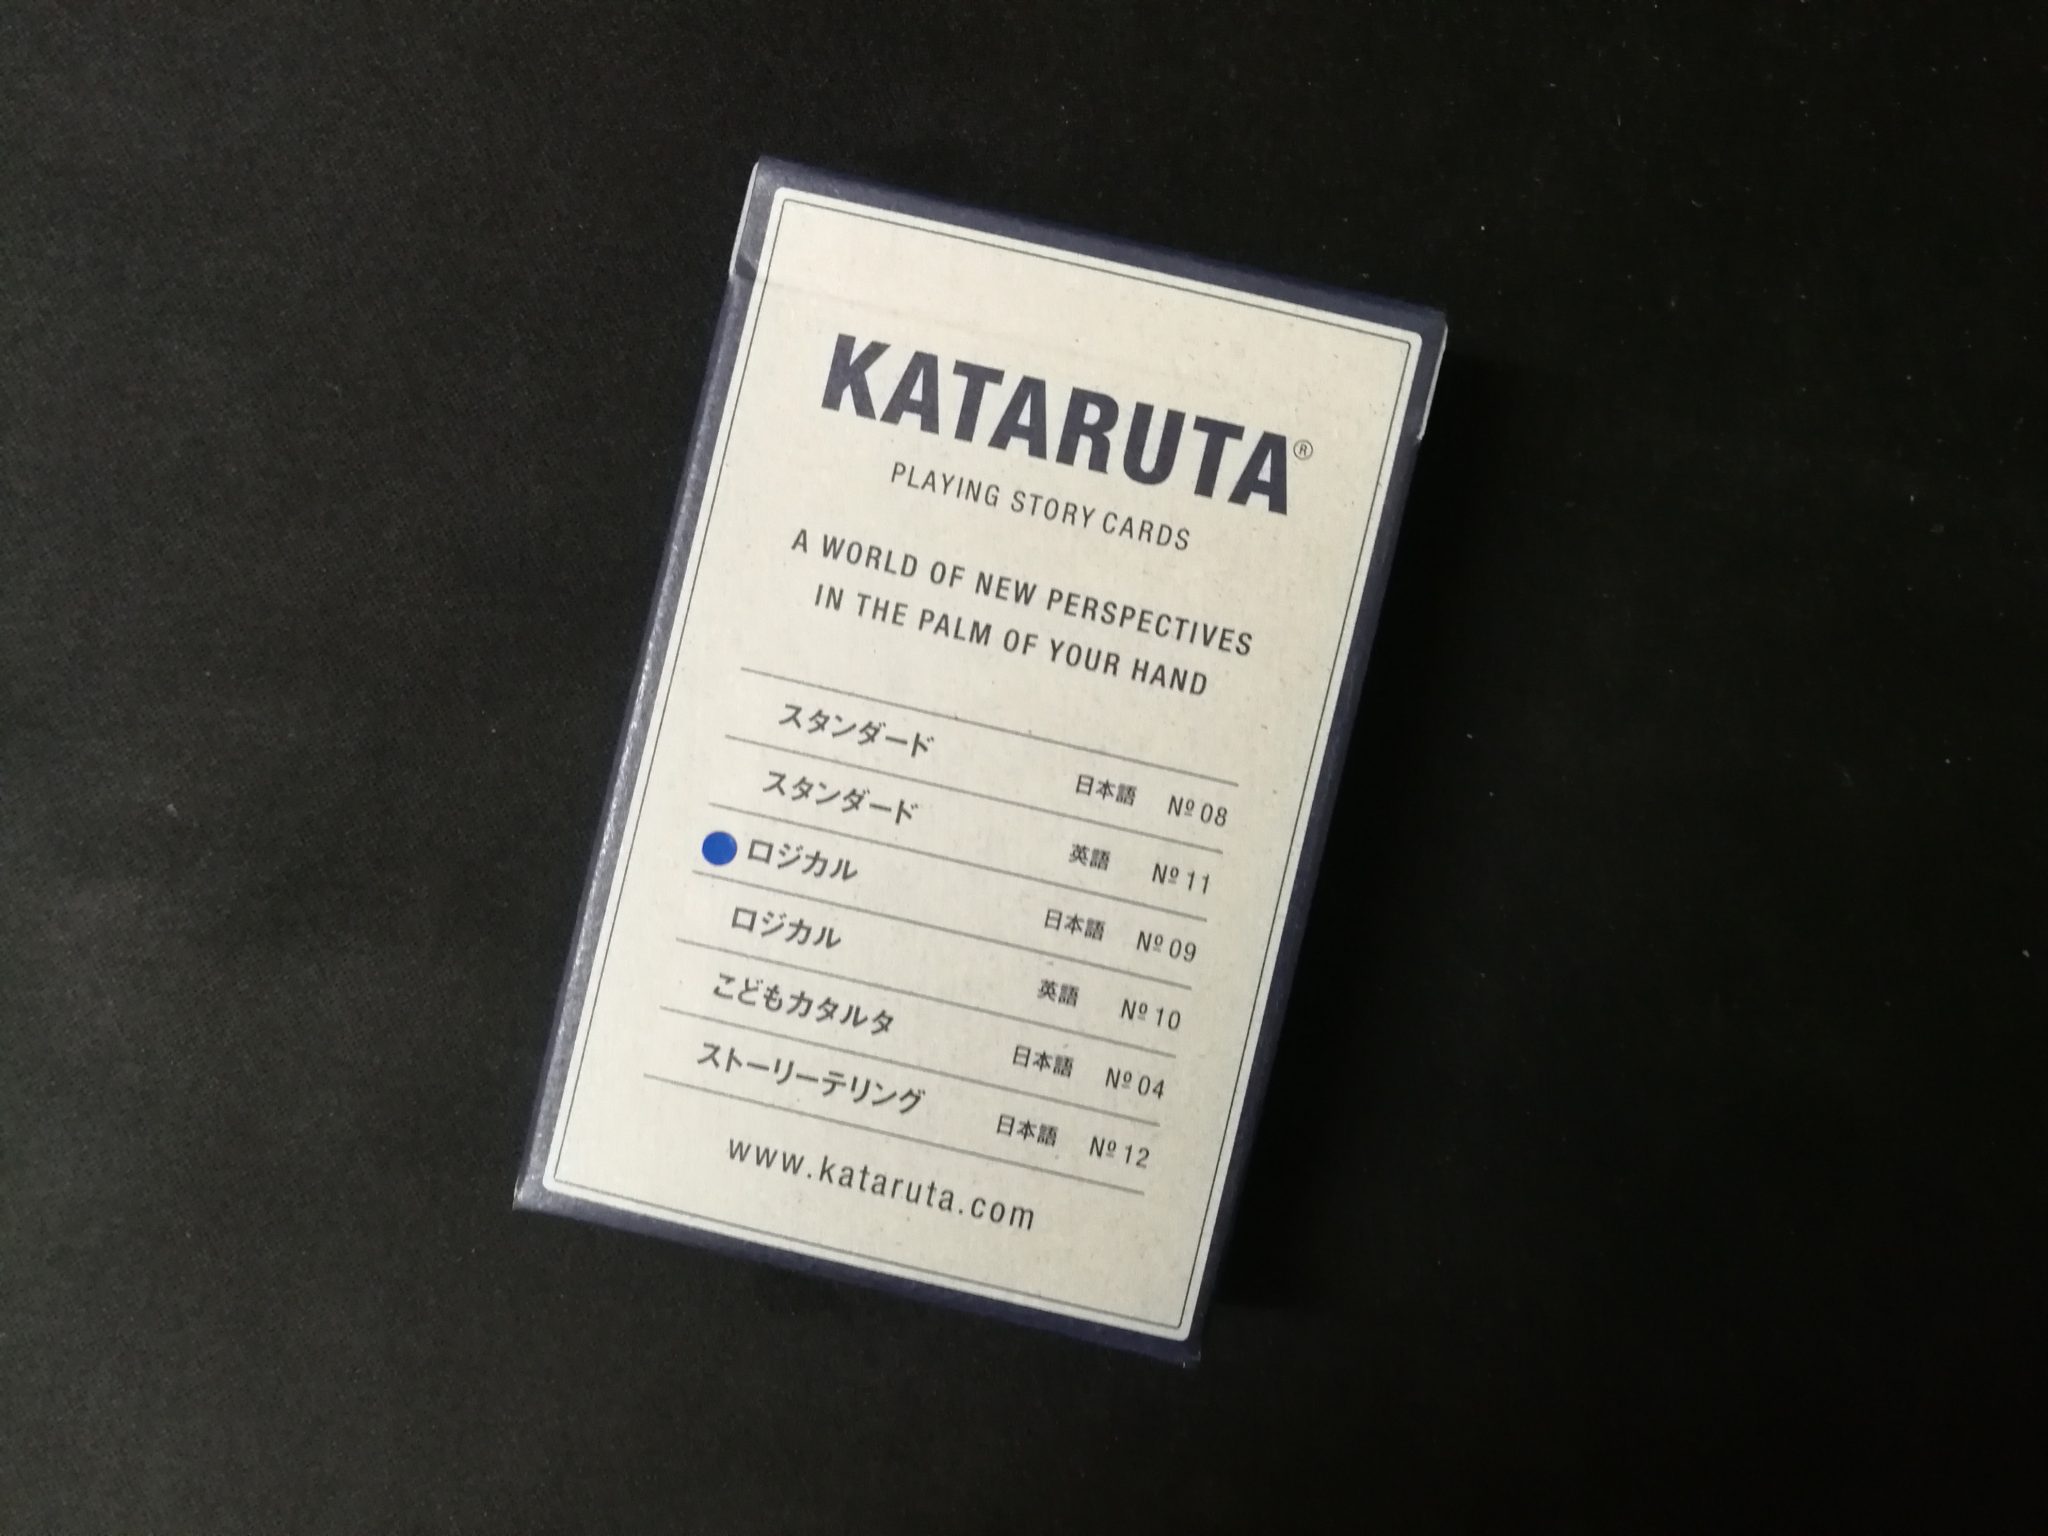 KATARUTA®
PLAYING STORY CARDS
A WORLD OF NEW PERSPECTIVES
IN THE PALM OF YOUR HAND
スタンダード 日本語 Nº 08
スタンダード 英語 Nº 11
ロジカル 日本語 Nº 09
ロジカル 英語 Nº 10
こどもカタルタ 日本語 Nº 04
ストーリーテリング 日本語 Nº 12
www.kataruta.com